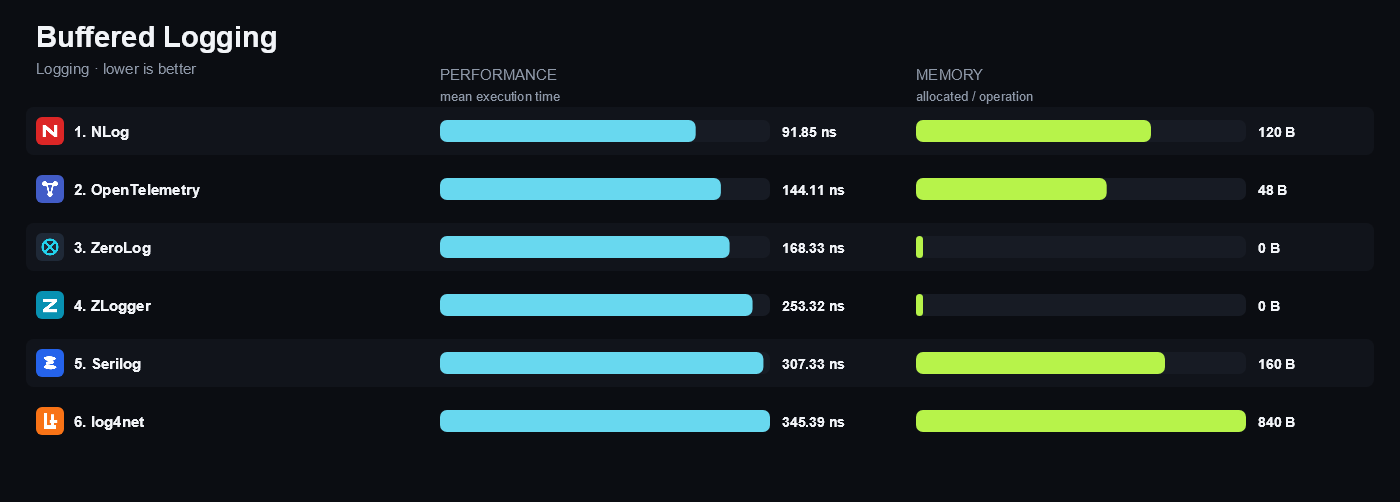 Buffered Logging
Logging · lower is better
PERFORMANCE
mean execution time
MEMORY
allocated / operation
1. NLog 91.85 ns 120 B
2. OpenTelemetry 144.11 ns 48 B
3. ZeroLog 168.33 ns 0 B
4. ZLogger 253.32 ns 0 B
5. Serilog 307.33 ns 160 B
6. log4net 345.39 ns 840 B